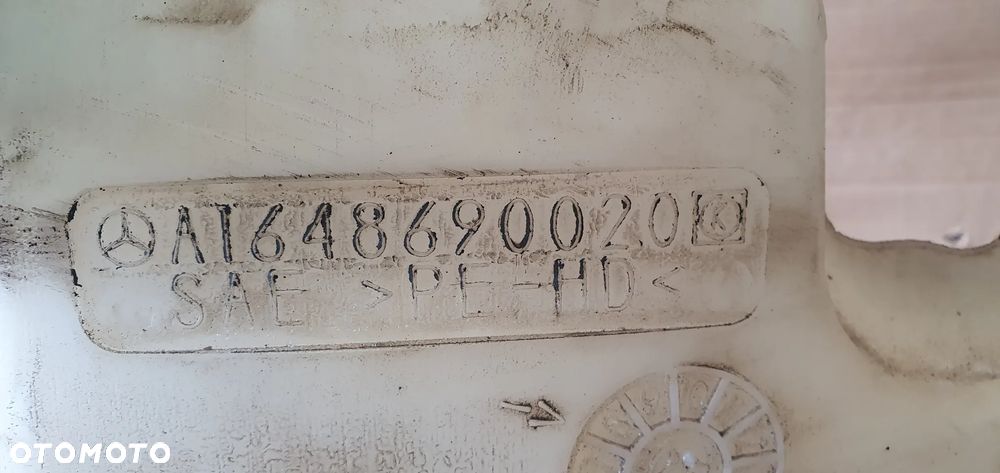 A1648690020 K
SAE >PE-HD<
OTOMOTO